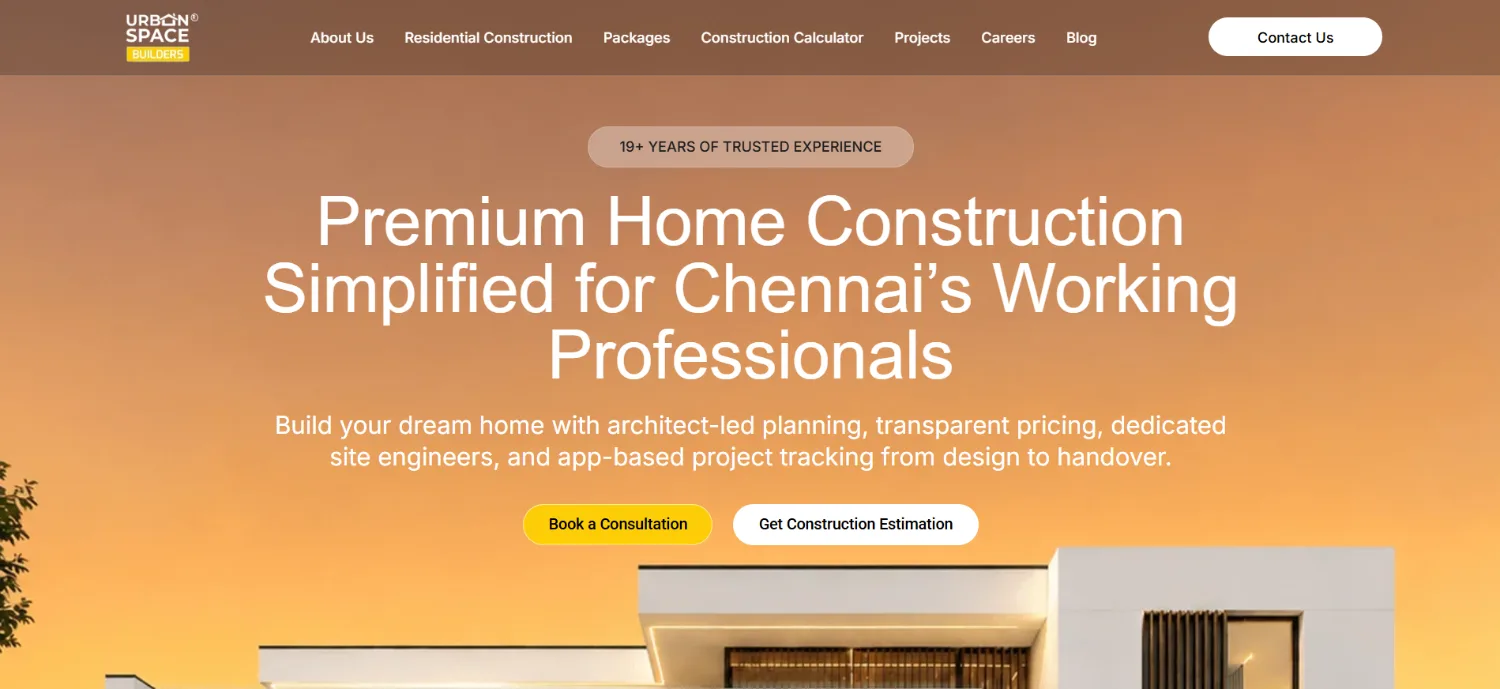 URBAN®
SPACE
BUILDERS
About Us
Residential Construction
Packages
Construction Calculator
Projects
Careers
Blog
Contact Us
19+ YEARS OF TRUSTED EXPERIENCE
Premium Home Construction
Simplified for Chennai’s Working
Professionals
Build your dream home with architect-led planning, transparent pricing, dedicated
site engineers, and app-based project tracking from design to handover.
Book a Consultation
Get Construction Estimation